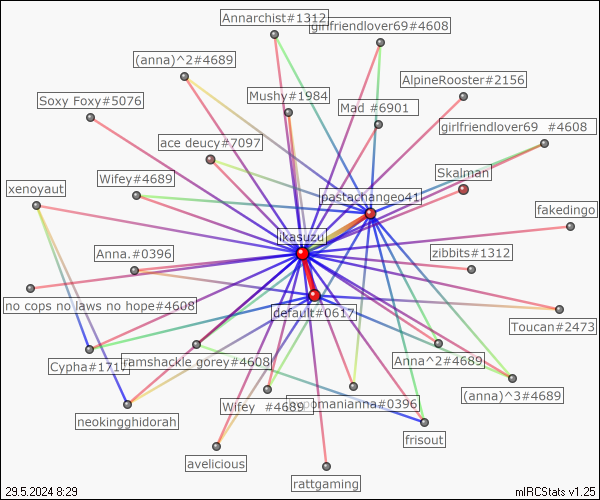 Annarchist#1312
girlfriendlover69#4608
(anna)^2#4689
AlpineRooster#2156
Soxy Foxy#5076
Mushy#1984
Mad #6901
girlfriendlover69 #4608
ace deucy#7097
Skalman
Wifey#4689
xenoyaut
pastachangeo41
fakedingo
ikasuzu
Anna.#0396
zibbits#1312
no cops no laws no hope#4608
default#0617
Toucan#2473
Cypha#171
ramshackle gorey#4608
Anna^2#4689
(anna)^3#4689
Wifey #4689
pomanianna#0396
neokingghidorah
frisout
avelicious
rattgaming
29.5.2024 8:29
mIRCStats v1.25